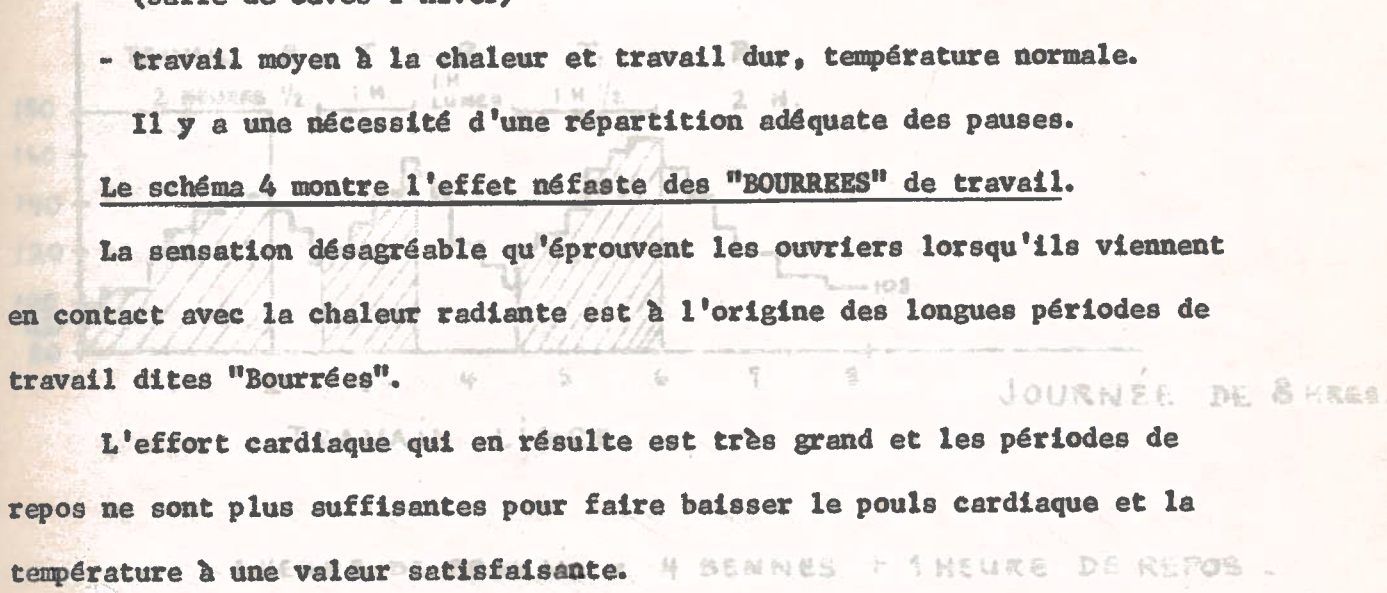 - travail moyen à la chaleur et travail dur, température normale.
Il y a une nécessité d'une répartition adéquate des pauses.
Le schéma 4 montre l'effet néfaste des "BOURREES" de travail.
La sensation désagréable qu'éprouvent les ouvriers lorsqu'ils viennent
en contact avec la chaleur radiante est à l'origine des longues périodes de
travail dites "Bourrées".
JOURNÉE DE 8 HRES
L'effort cardiaque qui en résulte est très grand et les périodes de
repos ne sont plus suffisantes pour faire baisser le pouls cardiaque et la
température à une valeur satisfaisante.
4 BENNES + 1 HEURE DE REPOS.